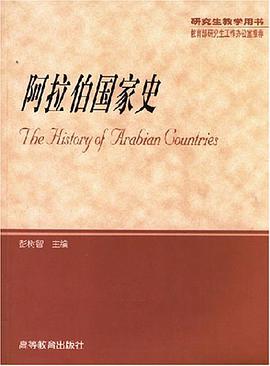 研究生教学用书
教育部研究生工作办公室推荐
阿拉伯国家史
The History of Arabian Countries
彭树智 主编
高等教育出版社